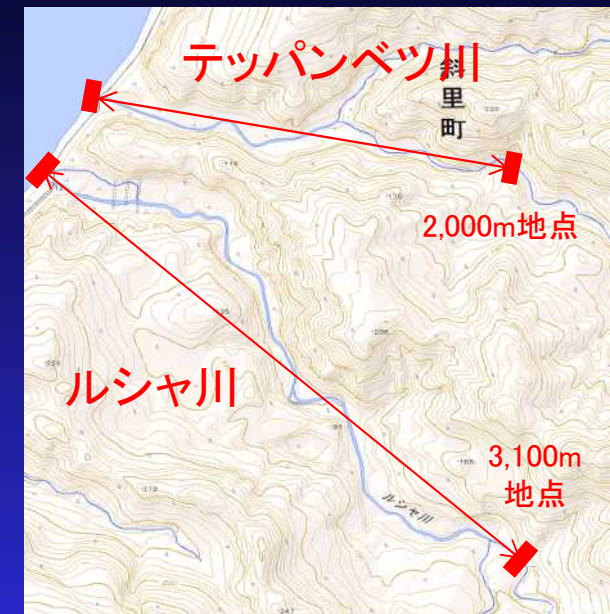 テッパンベツ川
斜里町
2,000m地点
ルシャ川
3,100m
地点
ルシャ川